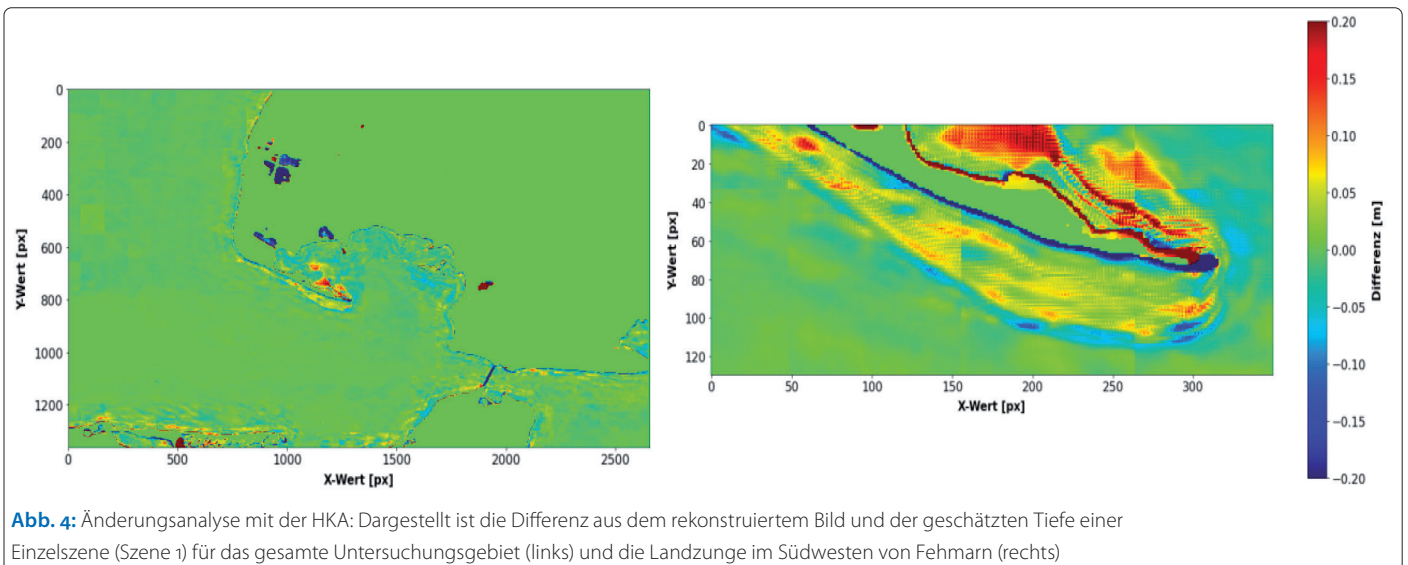 0
200
400
600
800
1000
1200
Y-Wert [px]
0 500 1000 1500 2000 2500
X-Wert [px]
0
20
40
60
80
100
120
Y-Wert [px]
0 50 100 150 200 250 300
X-Wert [px]
0.20
0.15
0.10
0.05
0.00
−0.05
−0.10
−0.15
−0.20
Differenz [m]
Abb. 4: Änderungsanalyse mit der HKA: Dargestellt ist die Differenz aus dem rekonstruiertem Bild und der geschätzten Tiefe einer
Einzelszene (Szene 1) für das gesamte Untersuchungsgebiet (links) und die Landzunge im Südwesten von Fehmarn (rechts)